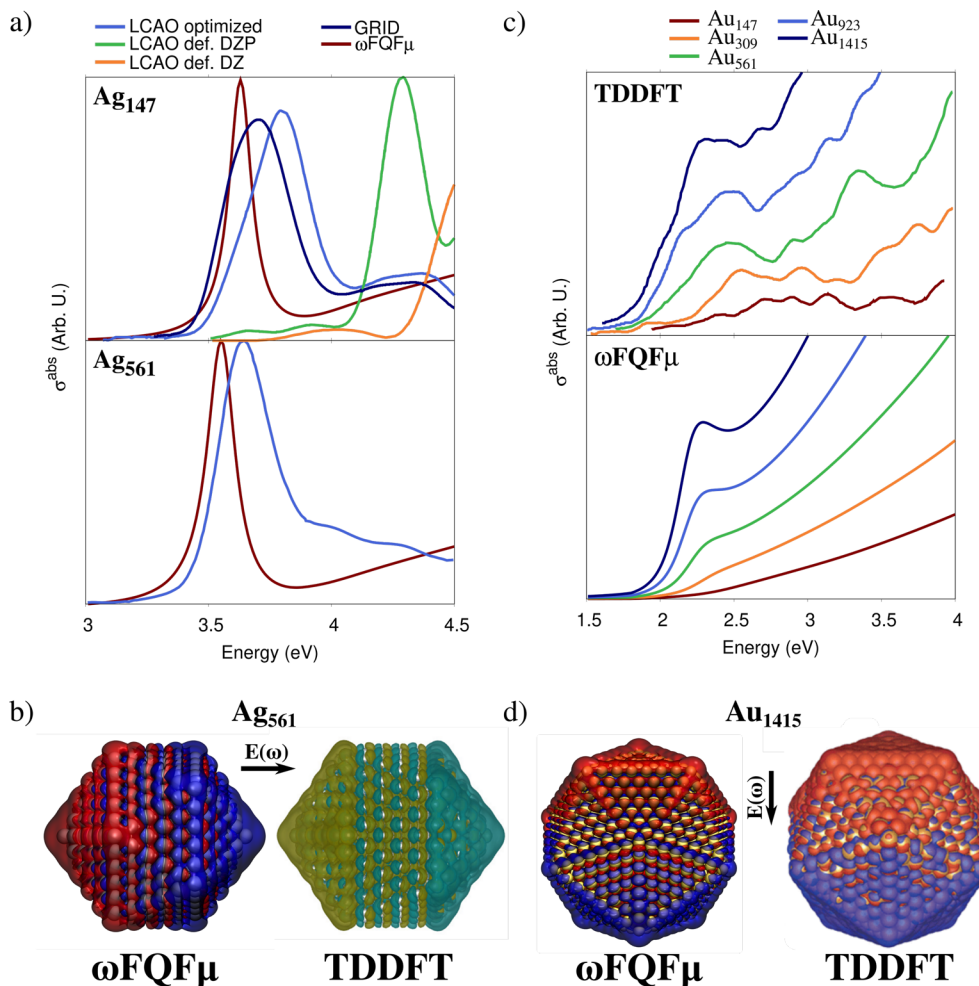 a)
LCAO optimized
LCAO def. DZP
LCAO def. DZ
GRID
ωFQFμ
Ag147
Ag561
σabs (Arb. U.)
3 3.5 4 4.5
Energy (eV)
c)
Au147
Au309
Au561
Au923
Au1415
TDDFT
ωFQFμ
σabs (Arb. U.)
1.5 2 2.5 3 3.5 4
Energy (eV)
b)
Ag561
E(ω)
ωFQFμ
TDDFT
d)
Au1415
E(ω)
ωFQFμ
TDDFT